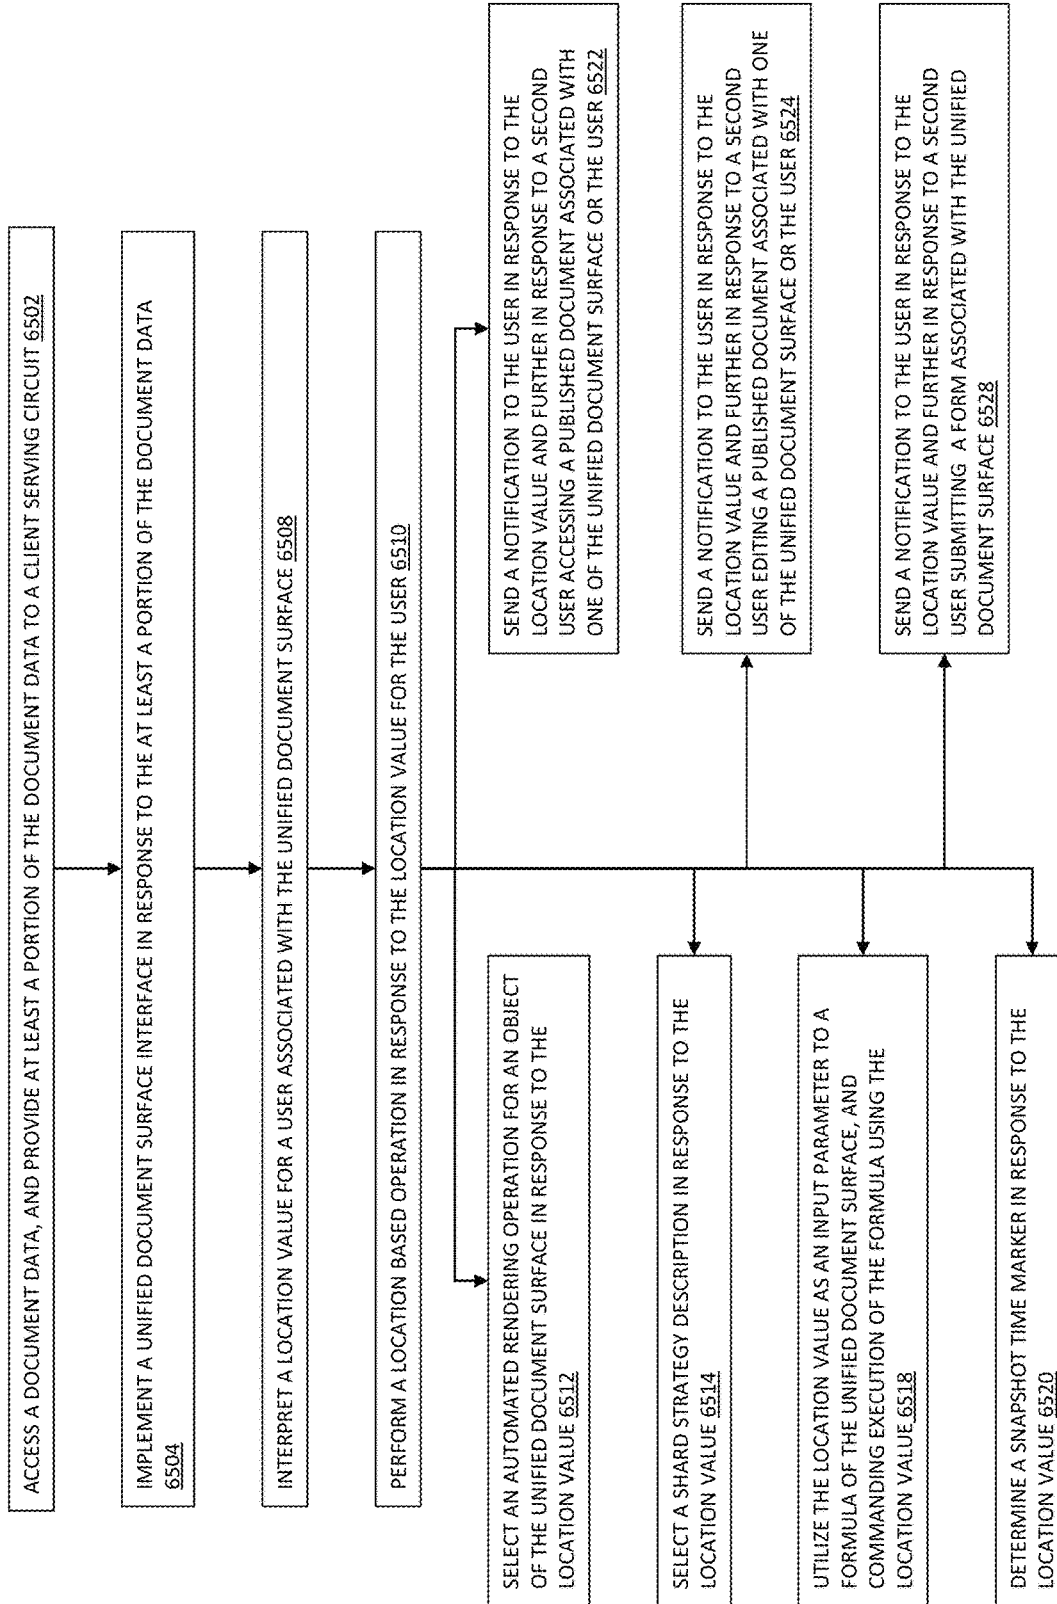 ACCESS A DOCUMENT DATA, AND PROVIDE AT LEAST A PORTION OF THE DOCUMENT DATA TO A CLIENT SERVING CIRCUIT 6502
IMPLEMENT A UNIFIED DOCUMENT SURFACE INTERFACE IN RESPONSE TO THE AT LEAST A PORTION OF THE DOCUMENT DATA
6504
INTERPRET A LOCATION VALUE FOR A USER ASSOCIATED WITH THE UNIFIED DOCUMENT SURFACE 6508
PERFORM A LOCATION BASED OPERATION IN RESPONSE TO THE LOCATION VALUE FOR THE USER 6510
SELECT AN AUTOMATED RENDERING OPERATION FOR AN OBJECT
OF THE UNIFIED DOCUMENT SURFACE IN RESPONSE TO THE
LOCATION VALUE 6512
SELECT A SHARD STRATEGY DESCRIPTION IN RESPONSE TO THE
LOCATION VALUE 6514
UTILIZE THE LOCATION VALUE AS AN INPUT PARAMETER TO A
FORMULA OF THE UNIFIED DOCUMENT SURFACE, AND
COMMANDING EXECUTION OF THE FORMULA USING THE
LOCATION VALUE 6518
DETERMINE A SNAPSHOT TIME MARKER IN RESPONSE TO THE
LOCATION VALUE 6520
SEND A NOTIFICATION TO THE USER IN RESPONSE TO THE
LOCATION VALUE AND FURTHER IN RESPONSE TO A SECOND
USER ACCESSING A PUBLISHED DOCUMENT ASSOCIATED WITH
ONE OF THE UNIFIED DOCUMENT SURFACE OR THE USER 6522
SEND A NOTIFICATION TO THE USER IN RESPONSE TO THE
LOCATION VALUE AND FURTHER IN RESPONSE TO A SECOND
USER EDITING A PUBLISHED DOCUMENT ASSOCIATED WITH ONE
OF THE UNIFIED DOCUMENT SURFACE OR THE USER 6524
SEND A NOTIFICATION TO THE USER IN RESPONSE TO THE
LOCATION VALUE AND FURTHER IN RESPONSE TO A SECOND
USER SUBMITTING A FORM ASSOCIATED WITH THE UNIFIED
DOCUMENT SURFACE 6528